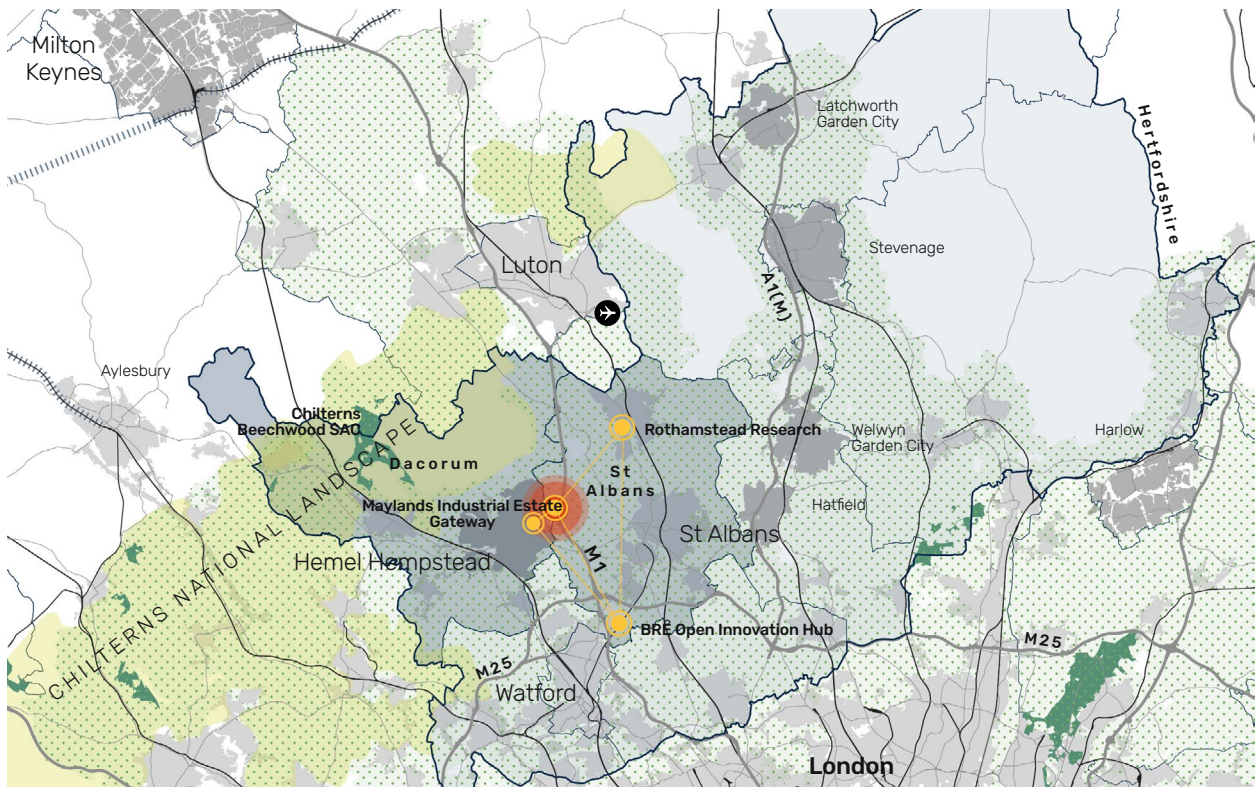 Milton
Keynes
Latchworth
Garden City
Hertfordshire
Stevenage
Luton
A1(M)
Aylesbury
Chilterns
Beechwood SAC
Rothamstead Research
Welwyn
Garden City
Harlow
Dacorum
St
Albans
CHILTERNS NATIONAL LANDSCAPE
Maylands Industrial Estate
Gateway
Hatfield
St Albans
Hemel Hempstead
M1
BRE Open Innovation Hub
M25
M25
Watford
London